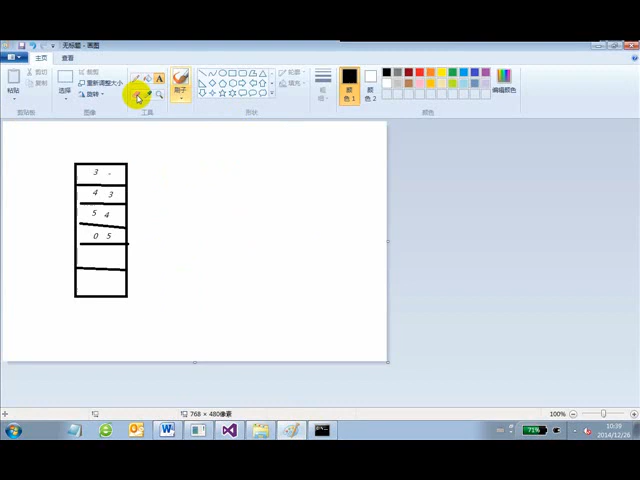 无标题 - 画图
主页 查看
粘贴
剪切
复制
剪贴板
选择
裁剪
重新调整大小
旋转
图像
A
工具
刷子
轮廓
填充
形状
粗细
颜色 1
颜色 2
编辑颜色
颜色
3 -
4 3
5 4
0 5
768 × 480像素
100%
71%
10:39
2014/12/26